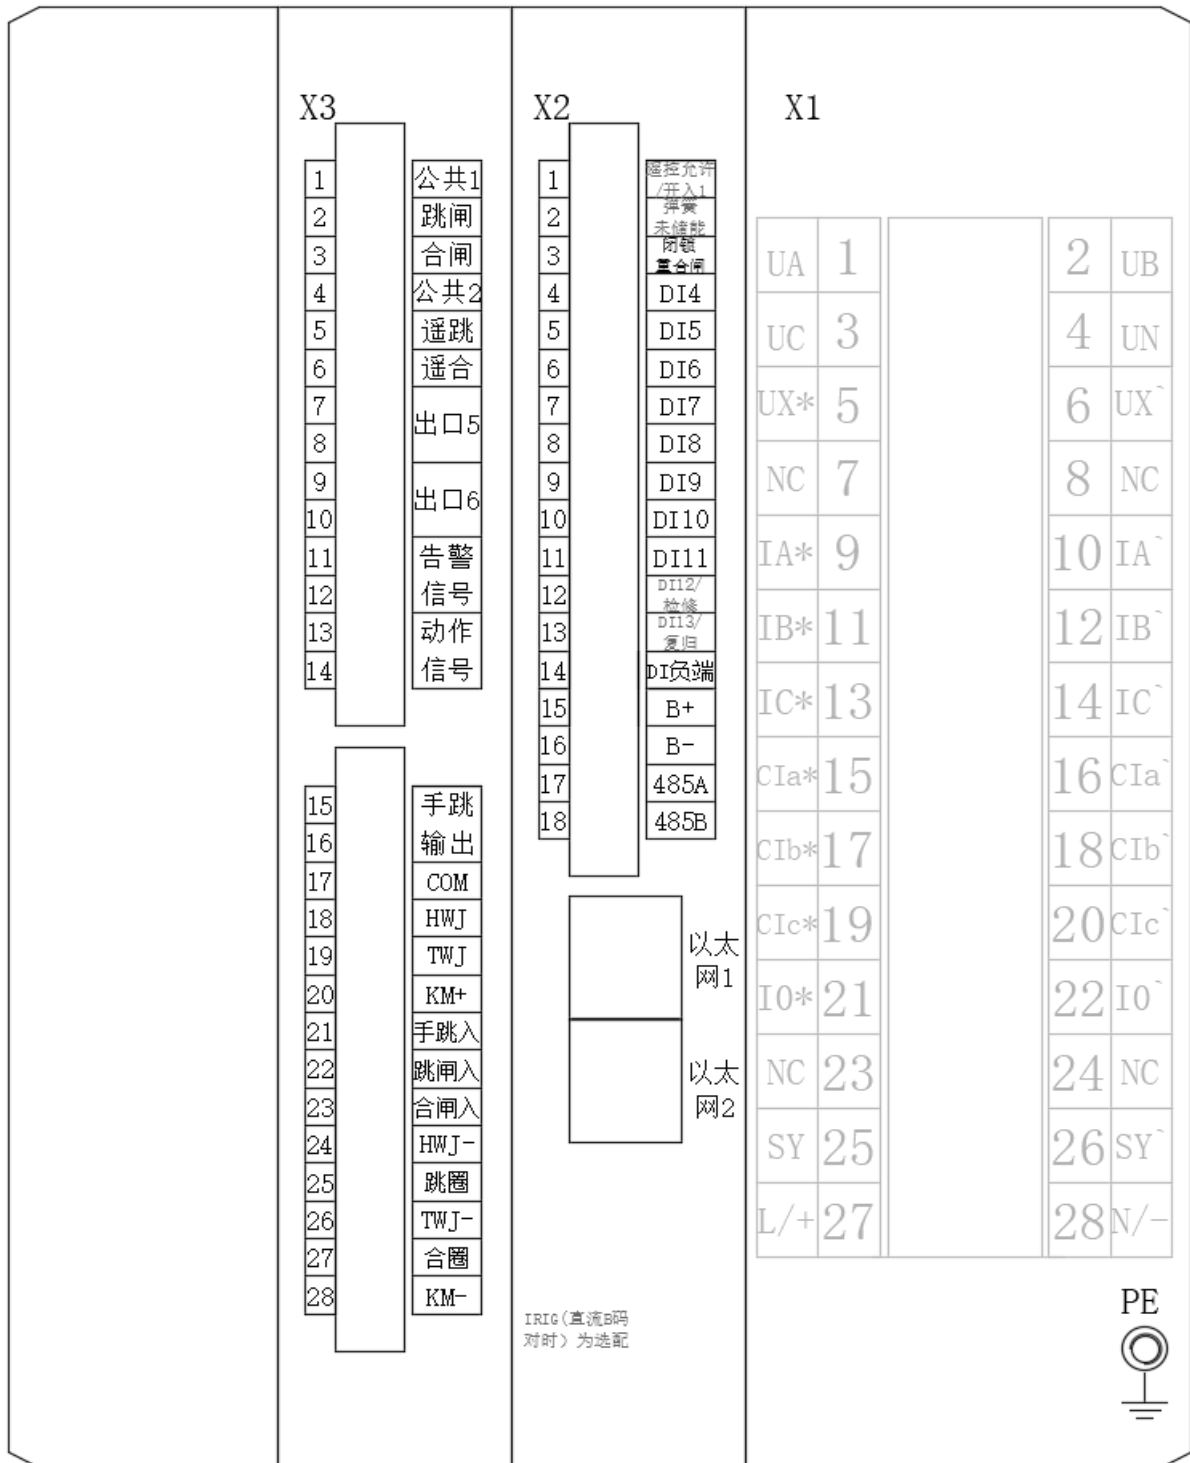 X3
1 公共1
2 跳闸
3 合闸
4 公共2
5 遥跳
6 遥合
7
出口5
8
9
出口6
10
11 告警
12 信号
13 动作
14 信号
15 手跳
16 输出
17 COM
18 HWJ
19 TWJ
20 KM+
21 手跳入
22 跳闸入
23 合闸入
24 HWJ-
25 跳圈
26 TWJ-
27 合圈
28 KM-
X2
1 遥控允许
/开入1
2 弹簧
未储能
3 闭锁
重合闸
4 DI4
5 DI5
6 DI6
7 DI7
8 DI8
9 DI9
10 DI10
11 DI11
12 DI12/
检修
13 DI13/
复归
14 DI负端
15 B+
16 B-
17 485A
18 485B
以太
网1
以太
网2
IRIG(直流B码
对时）为选配
X1
UA 1 2 UB
UC 3 4 UN
UX* 5 6 UX`
NC 7 8 NC
IA* 9 10 IA`
IB* 11 12 IB`
IC* 13 14 IC`
CIa* 15 16 CIa`
CIb* 17 18 CIb`
CIc* 19 20 CIc`
I0* 21 22 I0`
NC 23 24 NC
SY 25 26 SY`
L/+ 27 28 N/-
PE